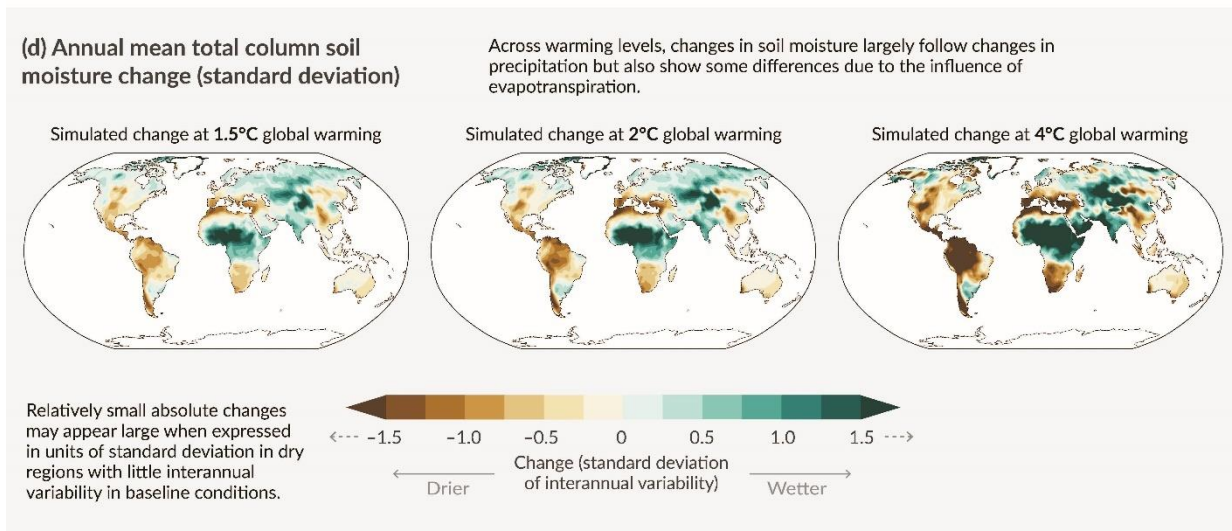 (d) Annual mean total column soil
moisture change (standard deviation)
Across warming levels, changes in soil moisture largely follow changes in
precipitation but also show some differences due to the influence of
evapotranspiration.
Simulated change at 1.5°C global warming
Simulated change at 2°C global warming
Simulated change at 4°C global warming
Relatively small absolute changes
may appear large when expressed
in units of standard deviation in dry
regions with little interannual
variability in baseline conditions.
–1.5 –1.0 –0.5 0 0.5 1.0 1.5
Change (standard deviation
of interannual variability)
Drier
Wetter